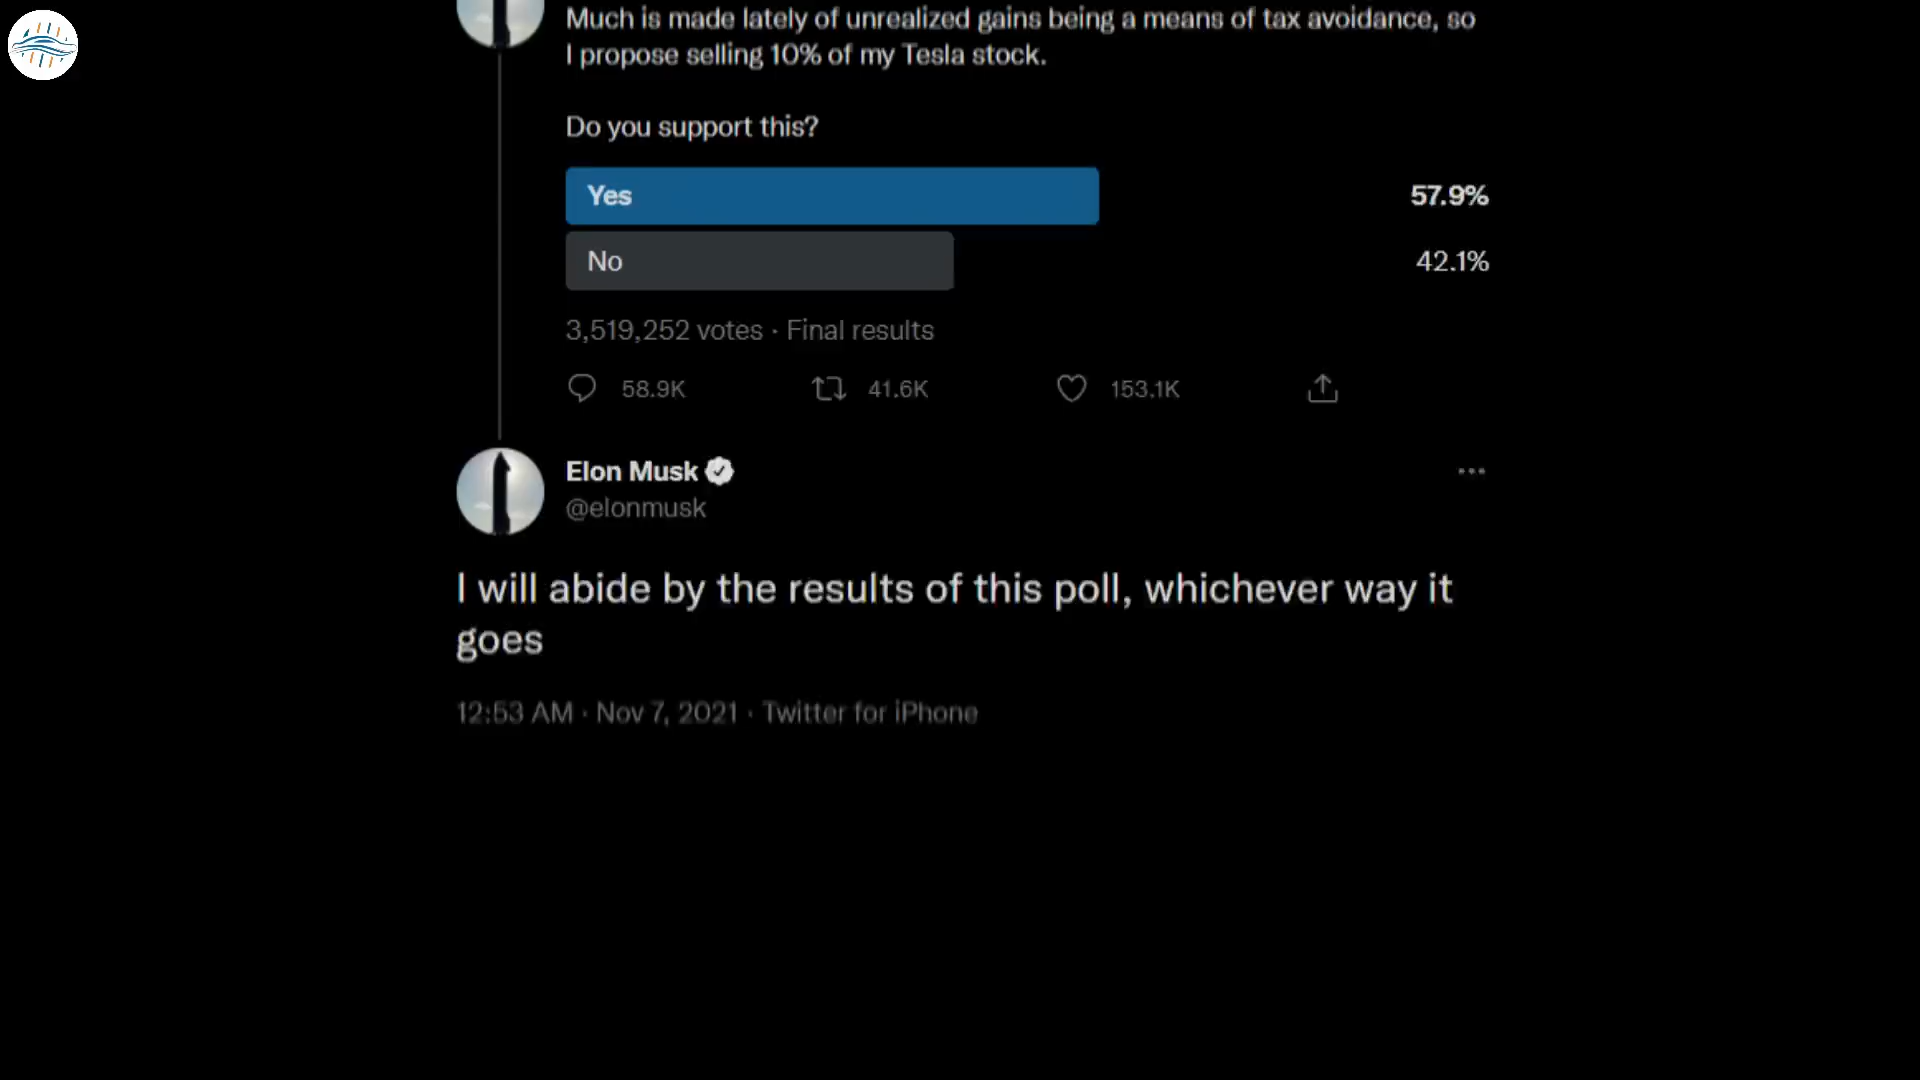 Much is made lately of unrealized gains being a means of tax avoidance, so
I propose selling 10% of my Tesla stock.
Do you support this?
Yes 57.9%
No 42.1%
3,519,252 votes · Final results
58.9K 41.6K 153.1K
Elon Musk
@elonmusk
I will abide by the results of this poll, whichever way it
goes
12:53 AM · Nov 7, 2021 · Twitter for iPhone